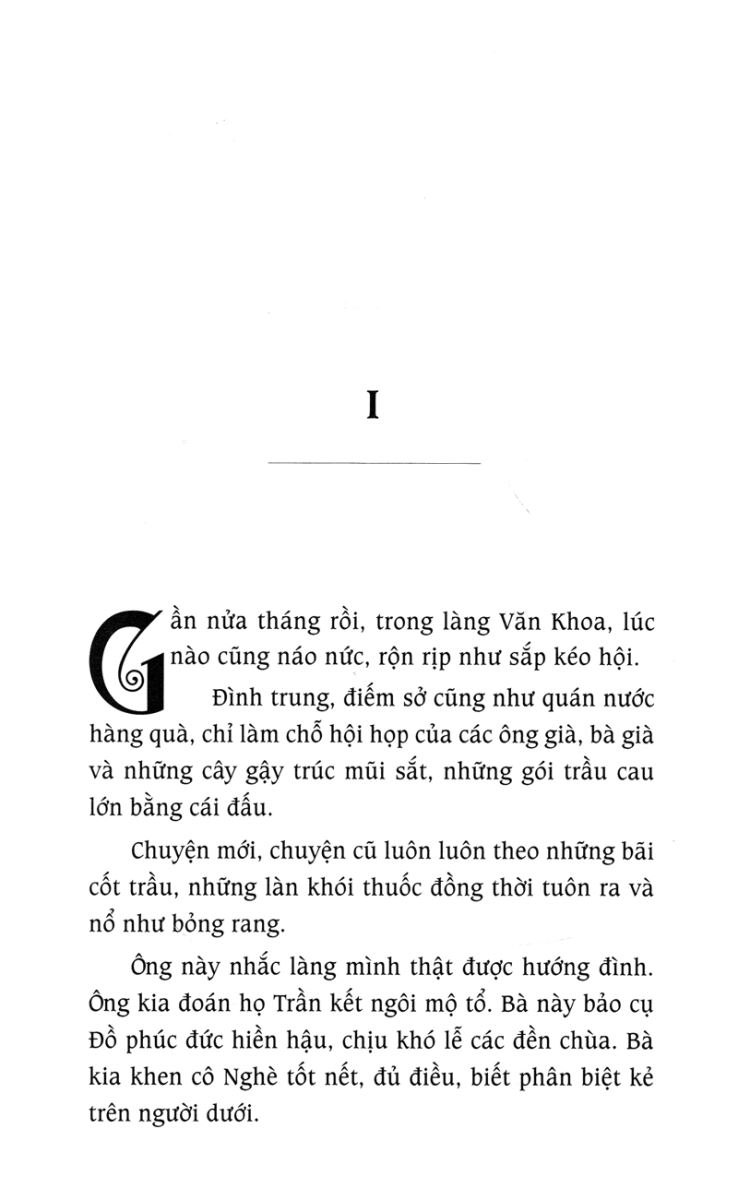 I
Gần nửa tháng rồi, trong làng Văn Khoa, lúc
nào cũng náo nức, rộn rịp như sắp kéo hội.
Đình trung, điếm sở cũng như quán nước
hàng quà, chỉ làm chỗ hội họp của các ông già, bà già
và những cây gậy trúc mũi sắt, những gói trầu cau
lớn bằng cái đấu.
Chuyện mới, chuyện cũ luôn luôn theo những bãi
cốt trầu, những làn khói thuốc đồng thời tuôn ra và
nổ như bỏng rang.
Ông này nhắc làng mình thật được hướng đình.
Ông kia đoán họ Trần kết ngôi mộ tổ. Bà này bảo cụ
Đồ phúc đức hiền hậu, chịu khó lễ các đền chùa. Bà
kia khen cô Nghè tốt nết, đủ điều, biết phân biệt kẻ
trên người dưới.